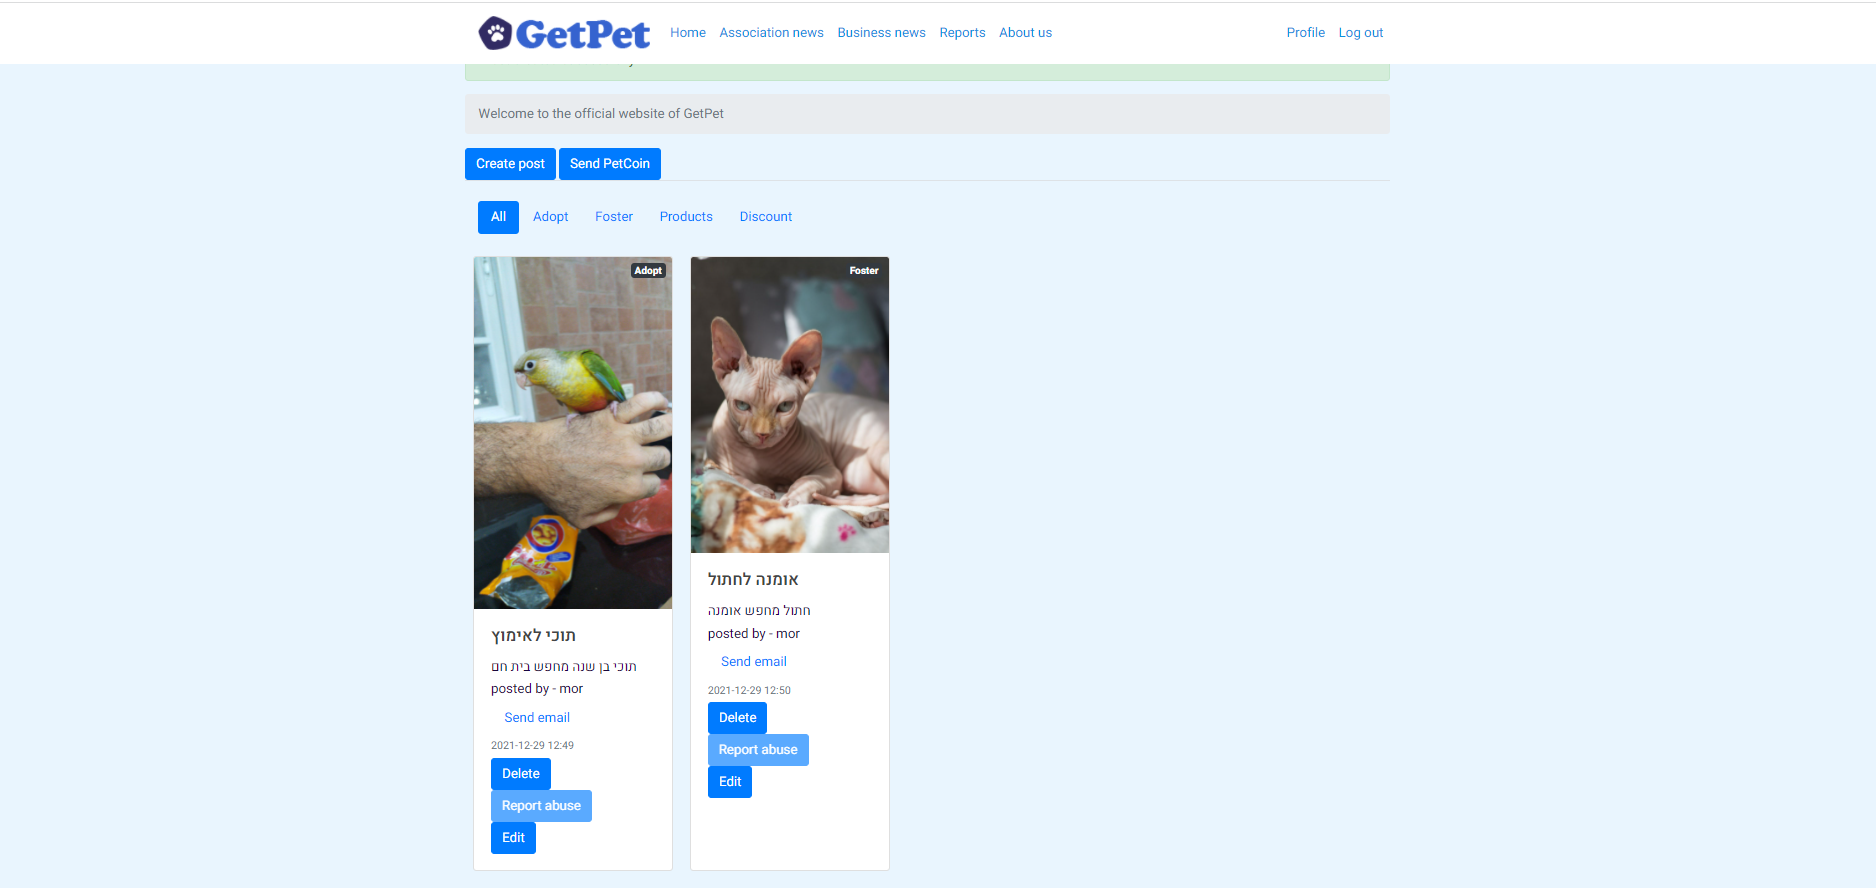 GetPet
Home Association news Business news Reports About us Profile Log out
Welcome to the official website of GetPet
Create post Send PetCoin
All Adopt Foster Products Discount
Adopt
תוכי לאימוץ
תוכי בן שנה מחפש בית חם
posted by - mor
Send email
2021-12-29 12:49
Delete
Report abuse
Edit
Foster
אומנה לחתול
חתול מחפש אומנה
posted by - mor
Send email
2021-12-29 12:50
Delete
Report abuse
Edit